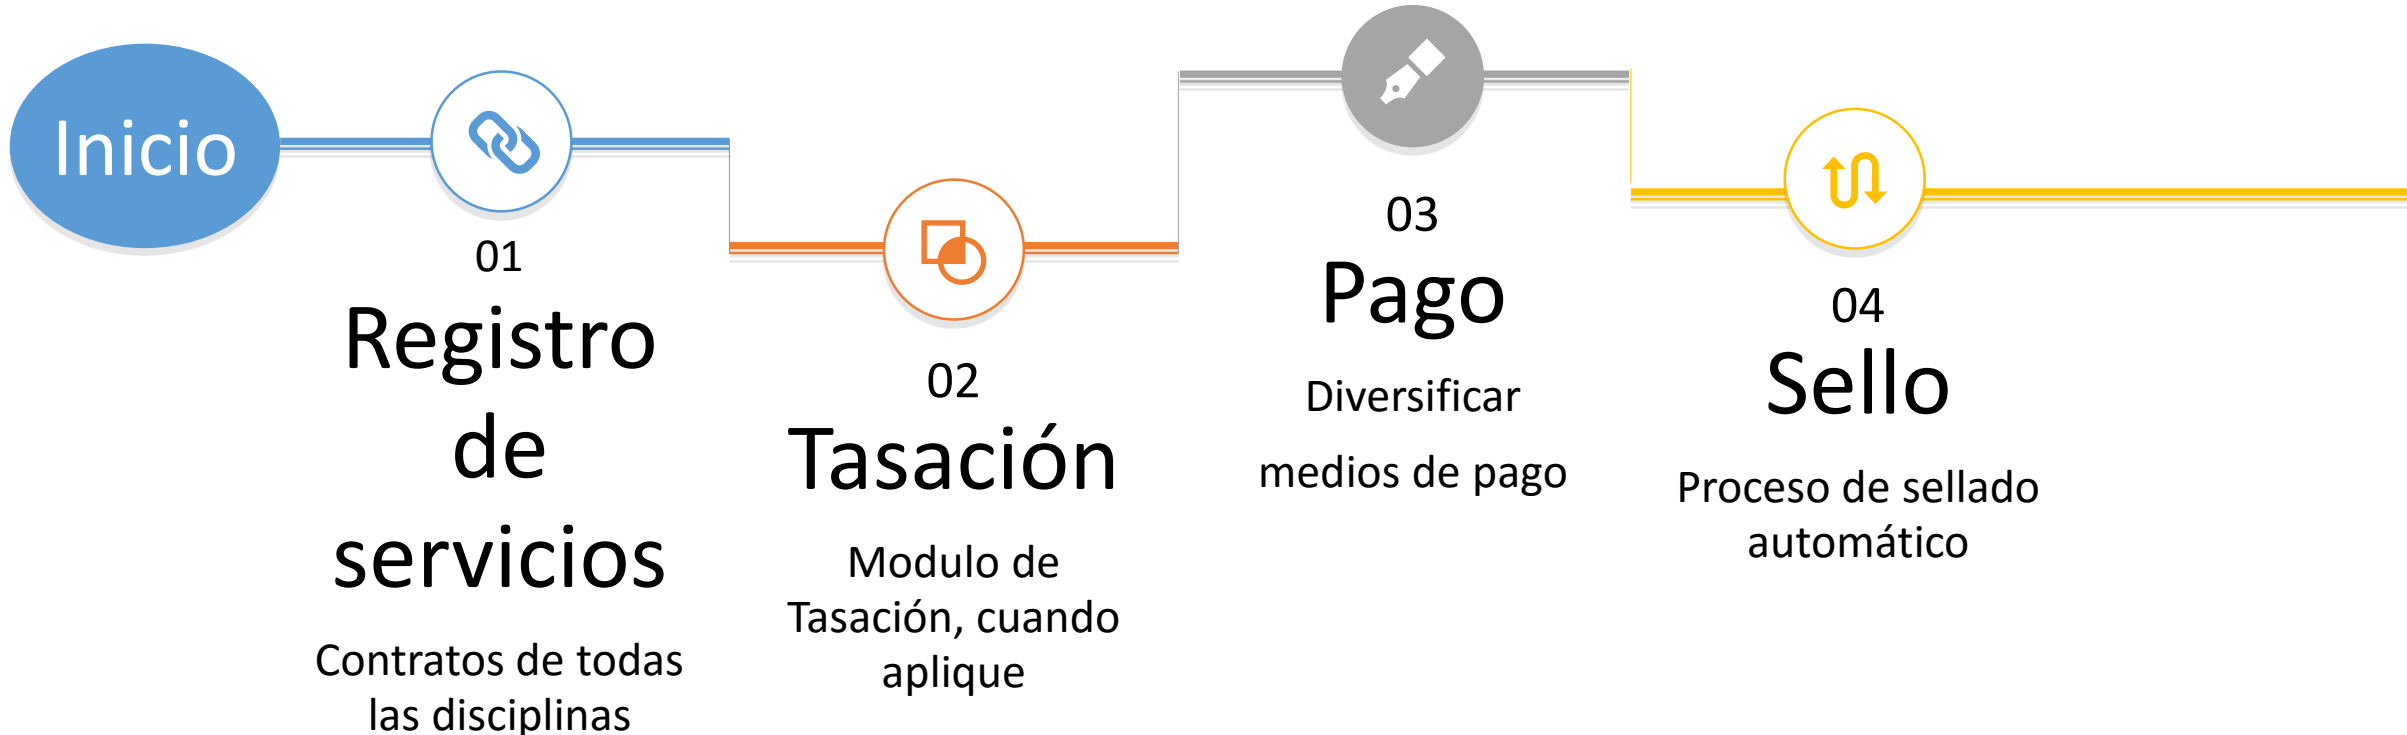 Inicio
01
Registro
de
servicios
Contratos de todas
las disciplinas
02
Tasación
Modulo de
Tasación, cuando
aplique
03
Pago
Diversificar
medios de pago
04
Sello
Proceso de sellado
automático